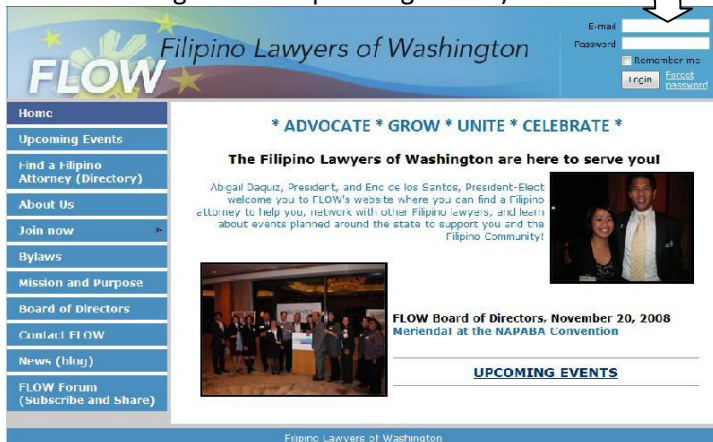 E-mail
Password
Remember me
Login
Forgot password
FLOW
Filipino Lawyers of Washington
Home
Upcoming Events
Find a Filipino
Attorney (Directory)
About Us
Join now
Bylaws
Mission and Purpose
Board of Directors
Contact FLOW
News (blog)
FLOW Forum
(Subscribe and Share)
* ADVOCATE * GROW * UNITE * CELEBRATE *
The Filipino Lawyers of Washington are here to serve you!
Abigail Daquiz, President, and Eric de los Santos, President-Elect
welcome you to FLOW's website where you can find a Filipino
attorney to help you, network with other Filipino lawyers, and learn
about events planned around the state to support you and the
Filipino Community!
FLOW Board of Directors, November 20, 2008
Merienda! at the NAPABA Convention
UPCOMING EVENTS
Filipino Lawyers of Washington